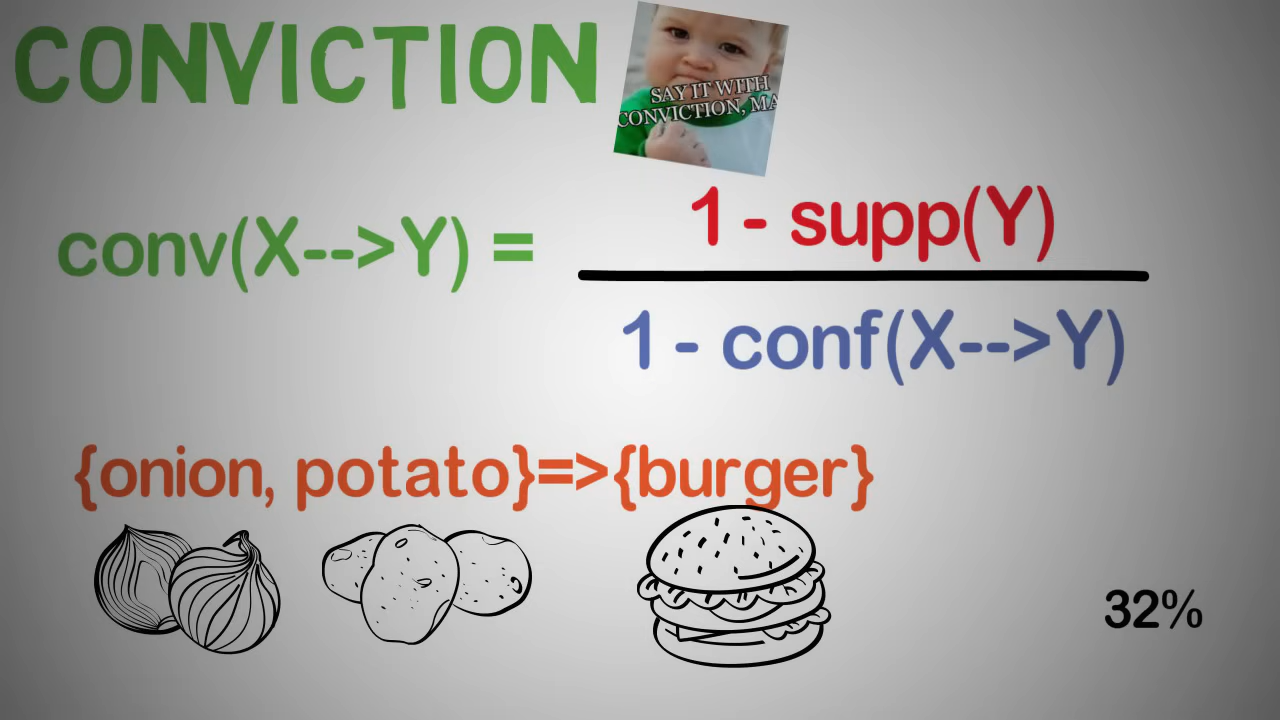 CONVICTION
SAY IT WITH
CONVICTION, MA
conv(X-->Y) =
1 - supp(Y)
1 - conf(X-->Y)
{onion, potato}=>{burger}
32%